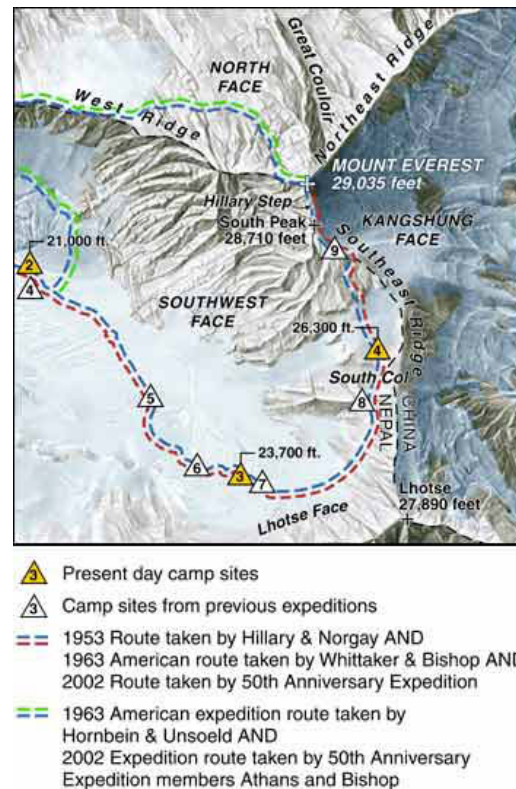 NORTH
FACE
Great Couloir
Northeast Ridge
West Ridge
MOUNT EVEREST
29,035 feet
Hillary Step
South Peak
28,710 feet
KANGSHUNG
FACE
9
21,000 ft.
2
4
SOUTHWEST
FACE
Southeast Ridge
26,300 ft.
4
South Col
5
8
NEPAL
CHINA
23,700 ft.
6
3
7
Lhotse Face
Lhotse
27,890 feet
3 Present day camp sites
3 Camp sites from previous expeditions
1953 Route taken by Hillary & Norgay AND
1963 American route taken by Whittaker & Bishop AND
2002 Route taken by 50th Anniversary Expedition
1963 American expedition route taken by
Hornbein & Unsoeld AND
2002 Expedition route taken by 50th Anniversary
Expedition members Athans and Bishop